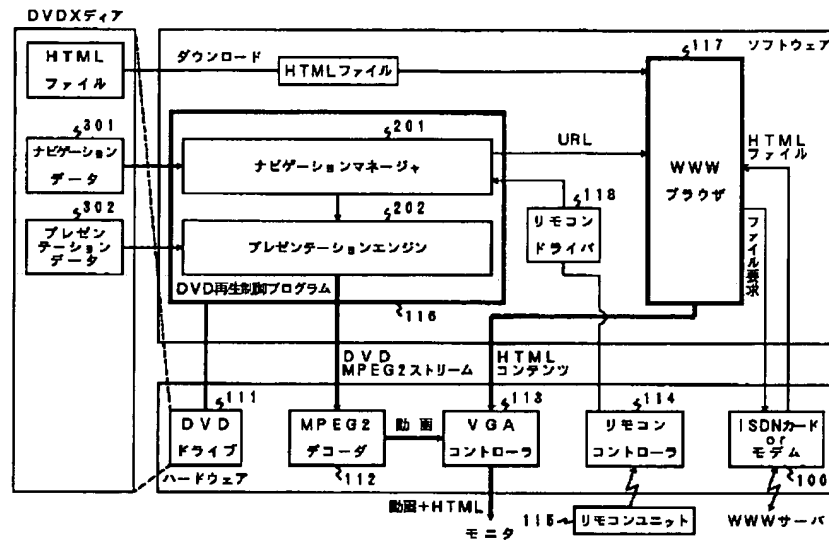 DVDXディア
HTML
ファイル
301
ナビゲーション
データ
302
プレゼン
テーション
データ
ソフトウェア
ダウンロード
HTMLファイル
117
WWW
ブラウザ
201
ナビゲーションマネージャ
URL
HTML
ファイル
202
プレゼンテーションエンジン
118
リモコン
ドライバ
ファイル要求
DVD再生制御プログラム
116
DVD
MPEG2ストリーム
HTML
コンテンツ
111
DVD
ドライブ
ハードウェア
MPEG2
デコーダ
112
動画
113
VGA
コントローラ
114
リモコン
コントローラ
ISDNカード
or
モデム
100
動画+HTML
モニタ
115
リモコンユニット
WWWサーバ